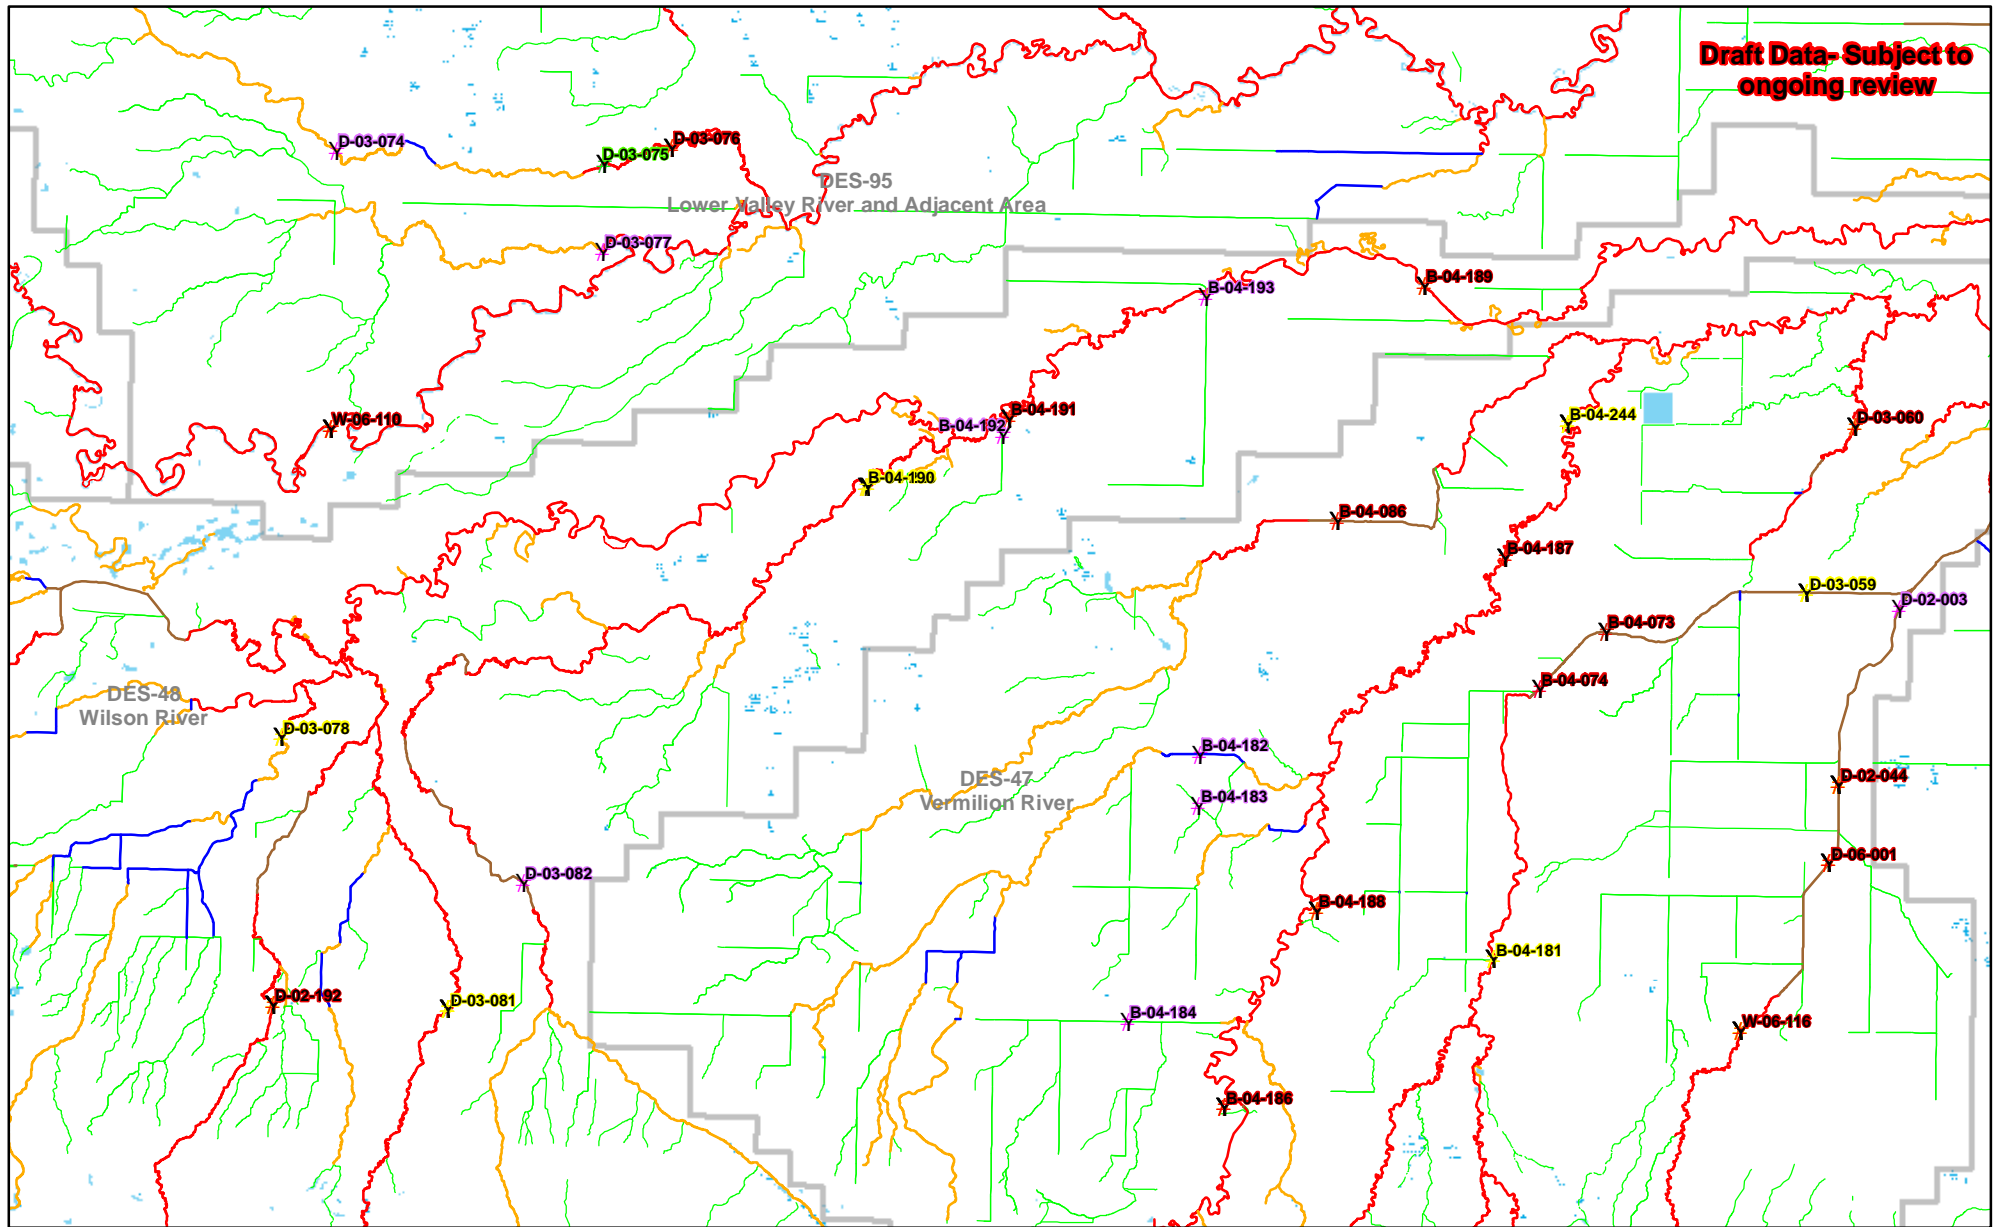 Draft Data- Subject to
ongoing review
D-03-074
D-03-075
D-03-076
DES-95
Lower Valley River and Adjacent Area
D-03-077
B-04-193
B-04-189
W-06-110
B-04-191
B-04-192
B-04-244
D-03-060
B-04-190
B-04-086
B-04-187
D-03-059
D-02-003
B-04-073
B-04-074
DES-48
Wilson River
D-03-078
B-04-182
DES-47
Vermilion River
B-04-183
D-02-044
D-06-001
D-03-082
B-04-188
B-04-181
D-02-192
D-03-081
B-04-184
W-06-116
B-04-186